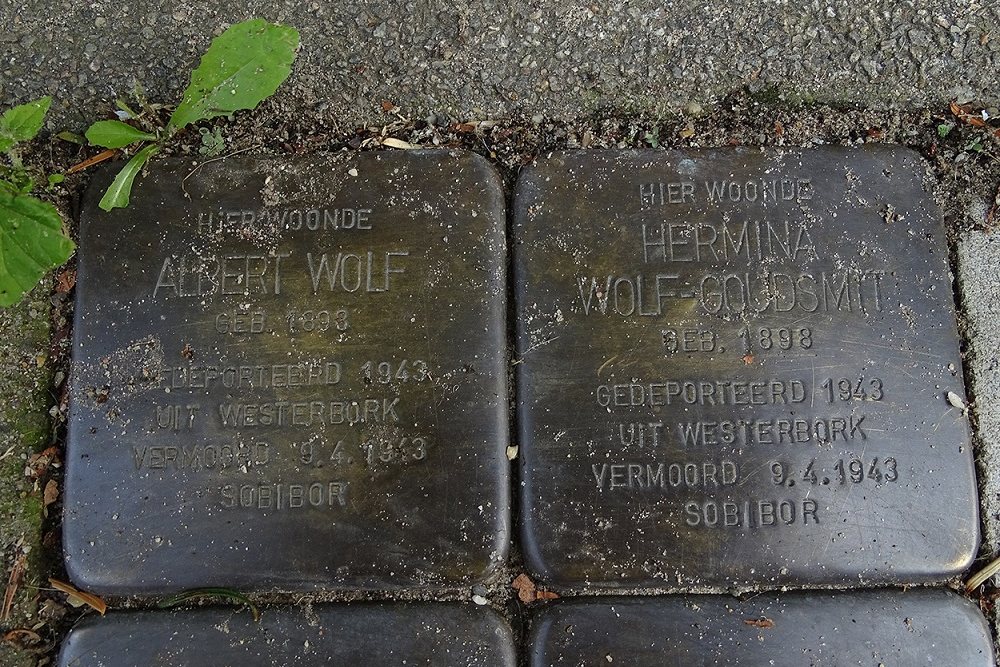 HIER WOONDE
ALBERT WOLF
GEB. 1893
GEDEPORTEERD 1943
UIT WESTERBORK
VERMOORD 9.4.1943
SOBIBOR
HIER WOONDE
HERMINA
WOLF-GOUDSMIT
GEB. 1898
GEDEPORTEERD 1943
UIT WESTERBORK
VERMOORD 9.4.1943
SOBIBOR